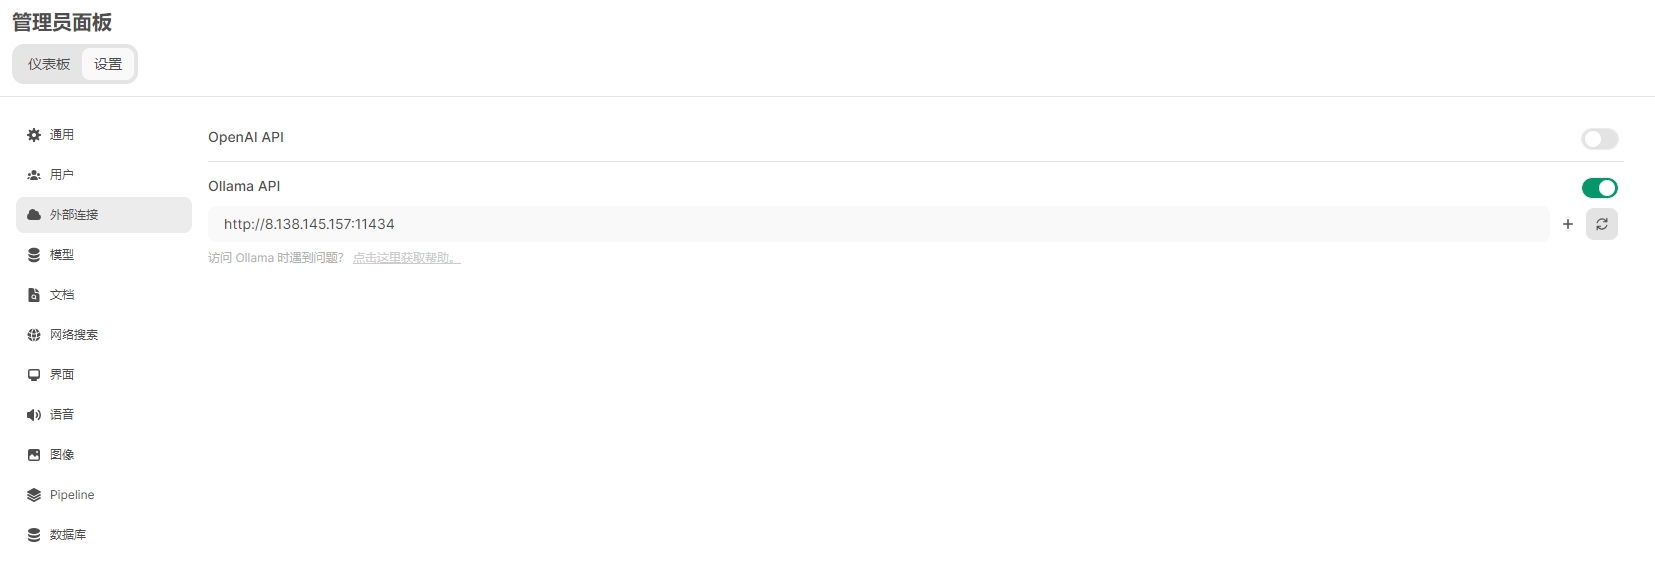 管理员面板
仪表板 设置
通用
用户
外部连接
模型
文档
网络搜索
界面
语音
图像
Pipeline
数据库
OpenAI API
Ollama API
http://8.138.145.157:11434
访问 Ollama 时遇到问题？ 点击这里获取帮助。